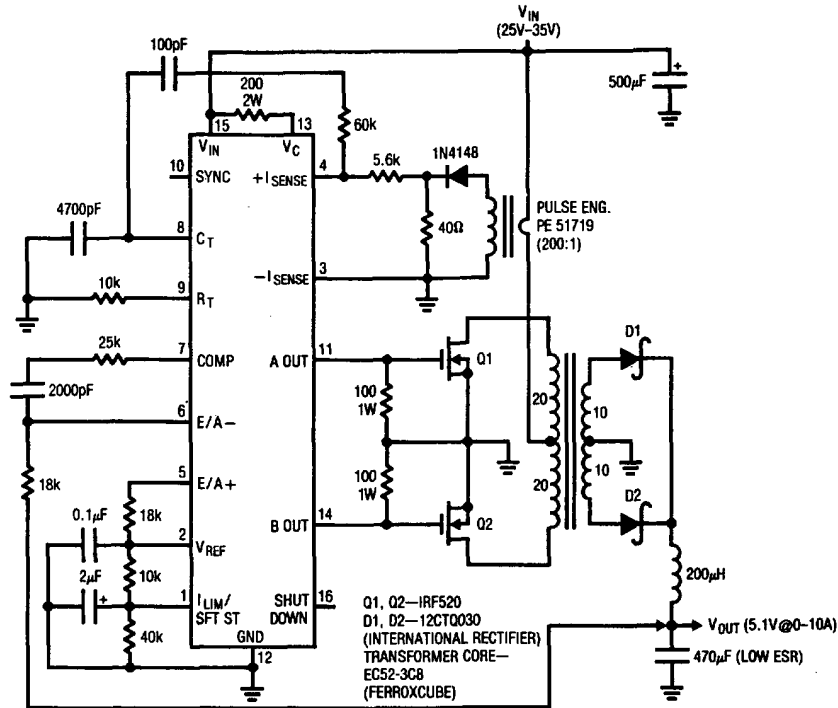 V_IN
(25V–35V)
100pF
200
2W
500µF
15
13
60k
V_IN
V_C
1N4148
10
SYNC
4
+I_SENSE
5.6k
4700pF
PULSE ENG.
PE 51719
(200:1)
8
C_T
40Ω
3
–I_SENSE
10k
9
R_T
25k
7
COMP
A OUT
11
Q1
D1
2000pF
100
1W
20
10
6
E/A–
18k
5
E/A+
100
1W
20
10
D2
18k
0.1µF
2
V_REF
B OUT
14
Q2
2µF
10k
200µH
1
I_LIM/
SFT ST
SHUT
DOWN
16
40k
GND
12
Q1, Q2—IRF520
D1, D2—12CTQ030
(INTERNATIONAL RECTIFIER)
TRANSFORMER CORE—
EC52-3C8
(FERROXCUBE)
V_OUT (5.1V@0–10A)
470µF (LOW ESR)